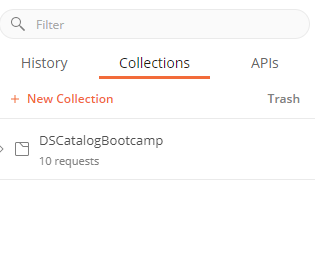 Filter
History Collections APIs
+ New Collection Trash
DSCatalogBootcamp
10 requests